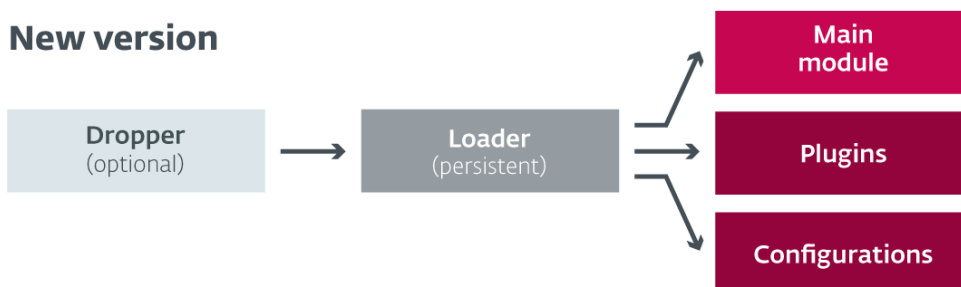 New version
Dropper
(optional)
Loader
(persistent)
Main
module
Plugins
Configurations